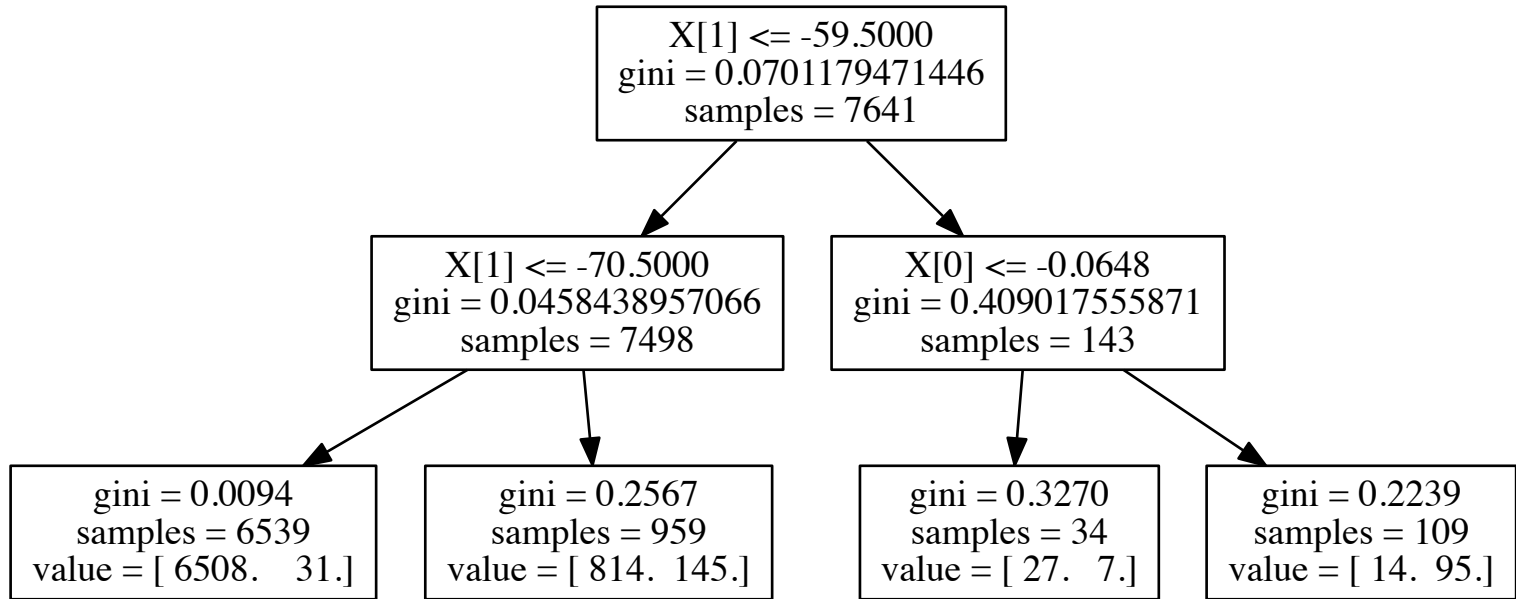 X[1] <= -59.5000
gini = 0.0701179471446
samples = 7641
X[1] <= -70.5000
gini = 0.0458438957066
samples = 7498
X[0] <= -0.0648
gini = 0.409017555871
samples = 143
gini = 0.0094
samples = 6539
value = [ 6508.    31.]
gini = 0.2567
samples = 959
value = [ 814.  145.]
gini = 0.3270
samples = 34
value = [ 27.   7.]
gini = 0.2239
samples = 109
value = [ 14.  95.]